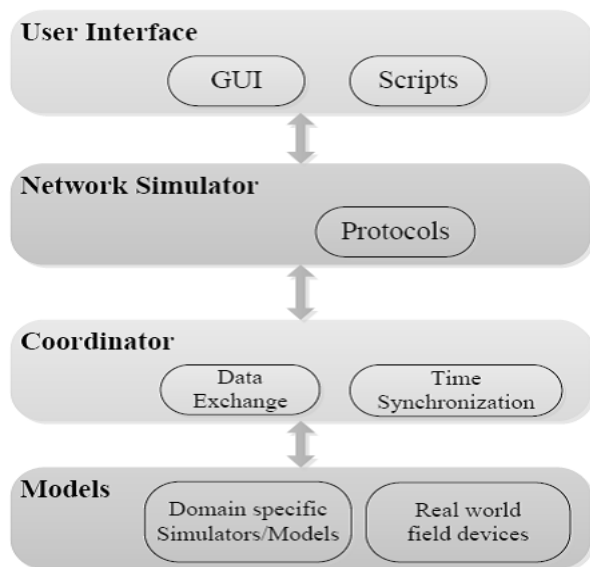 User Interface
GUI
Scripts
Network Simulator
Protocols
Coordinator
Data
Exchange
Time
Synchronization
Models
Domain specific
Simulators/Models
Real world
field devices